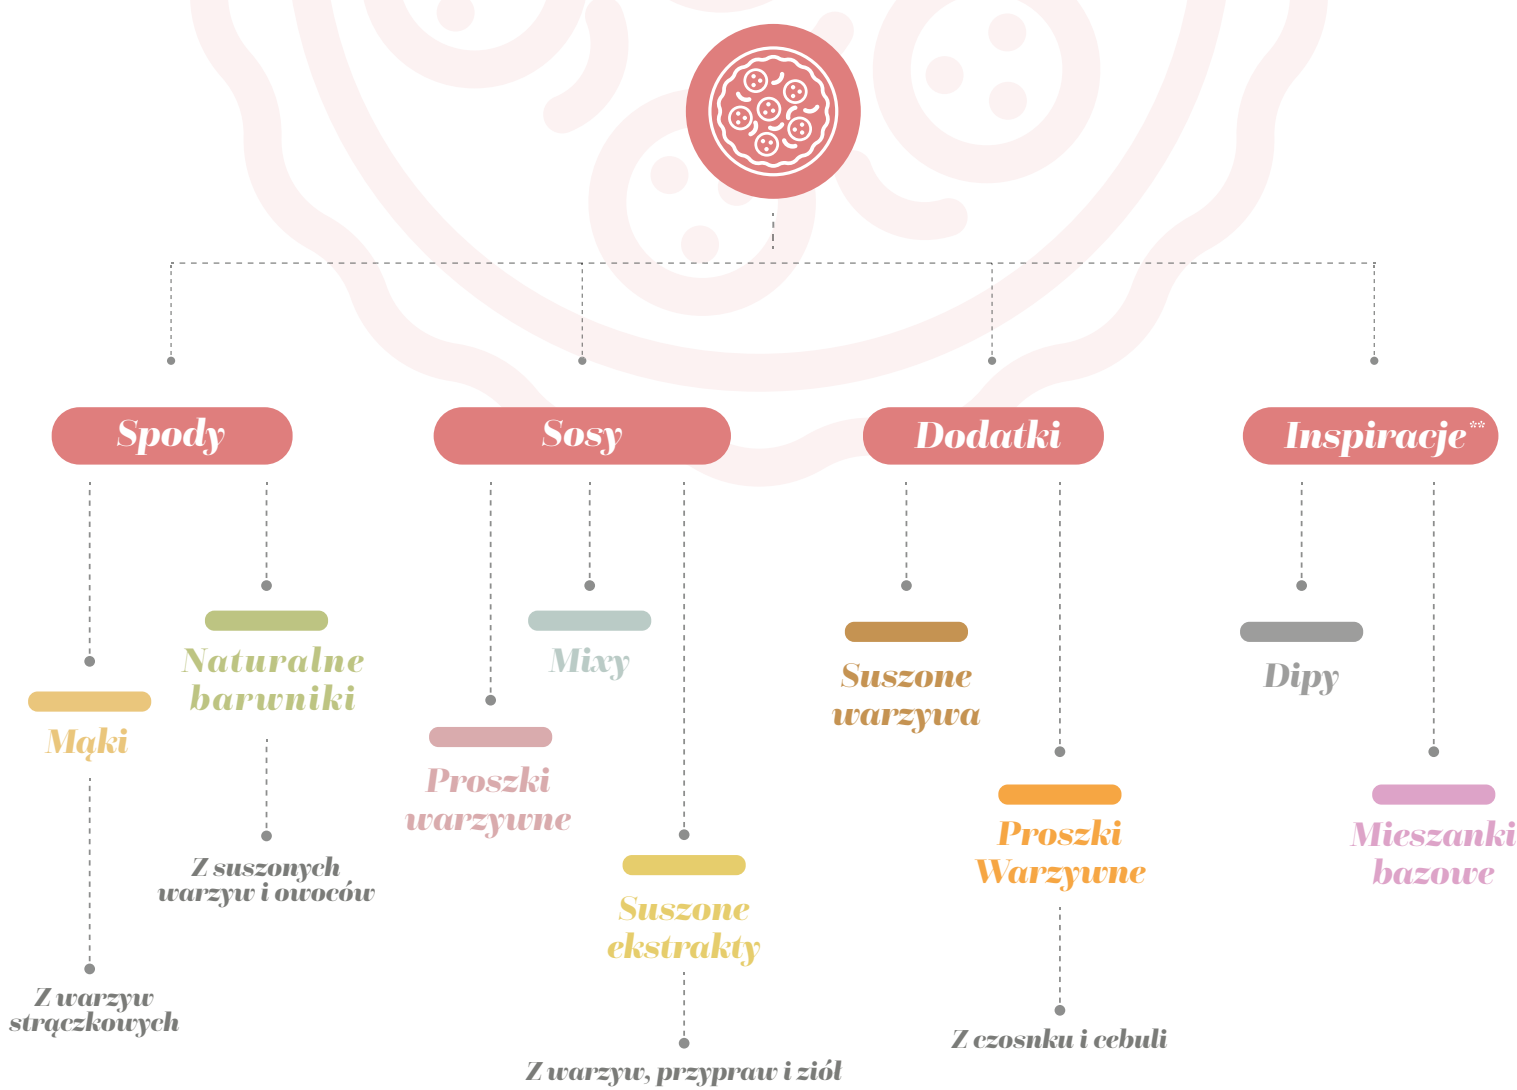 Spody
Sosy
Dodatki
Inspiracje**
Naturalne
barwniki
Mąki
Z suszonych
warzyw i owoców
Z warzyw
strączkowych
Mixy
Proszki
warzywne
Suszone
ekstrakty
Z warzyw, przypraw i ziół
Suszone
warzywa
Proszki
Warzywne
Z czosnku i cebuli
Dipy
Mieszanki
bazowe